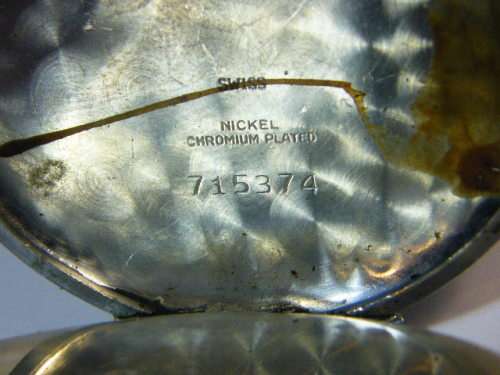 SWISS
NICKEL
CHROMIUM PLATED
715374